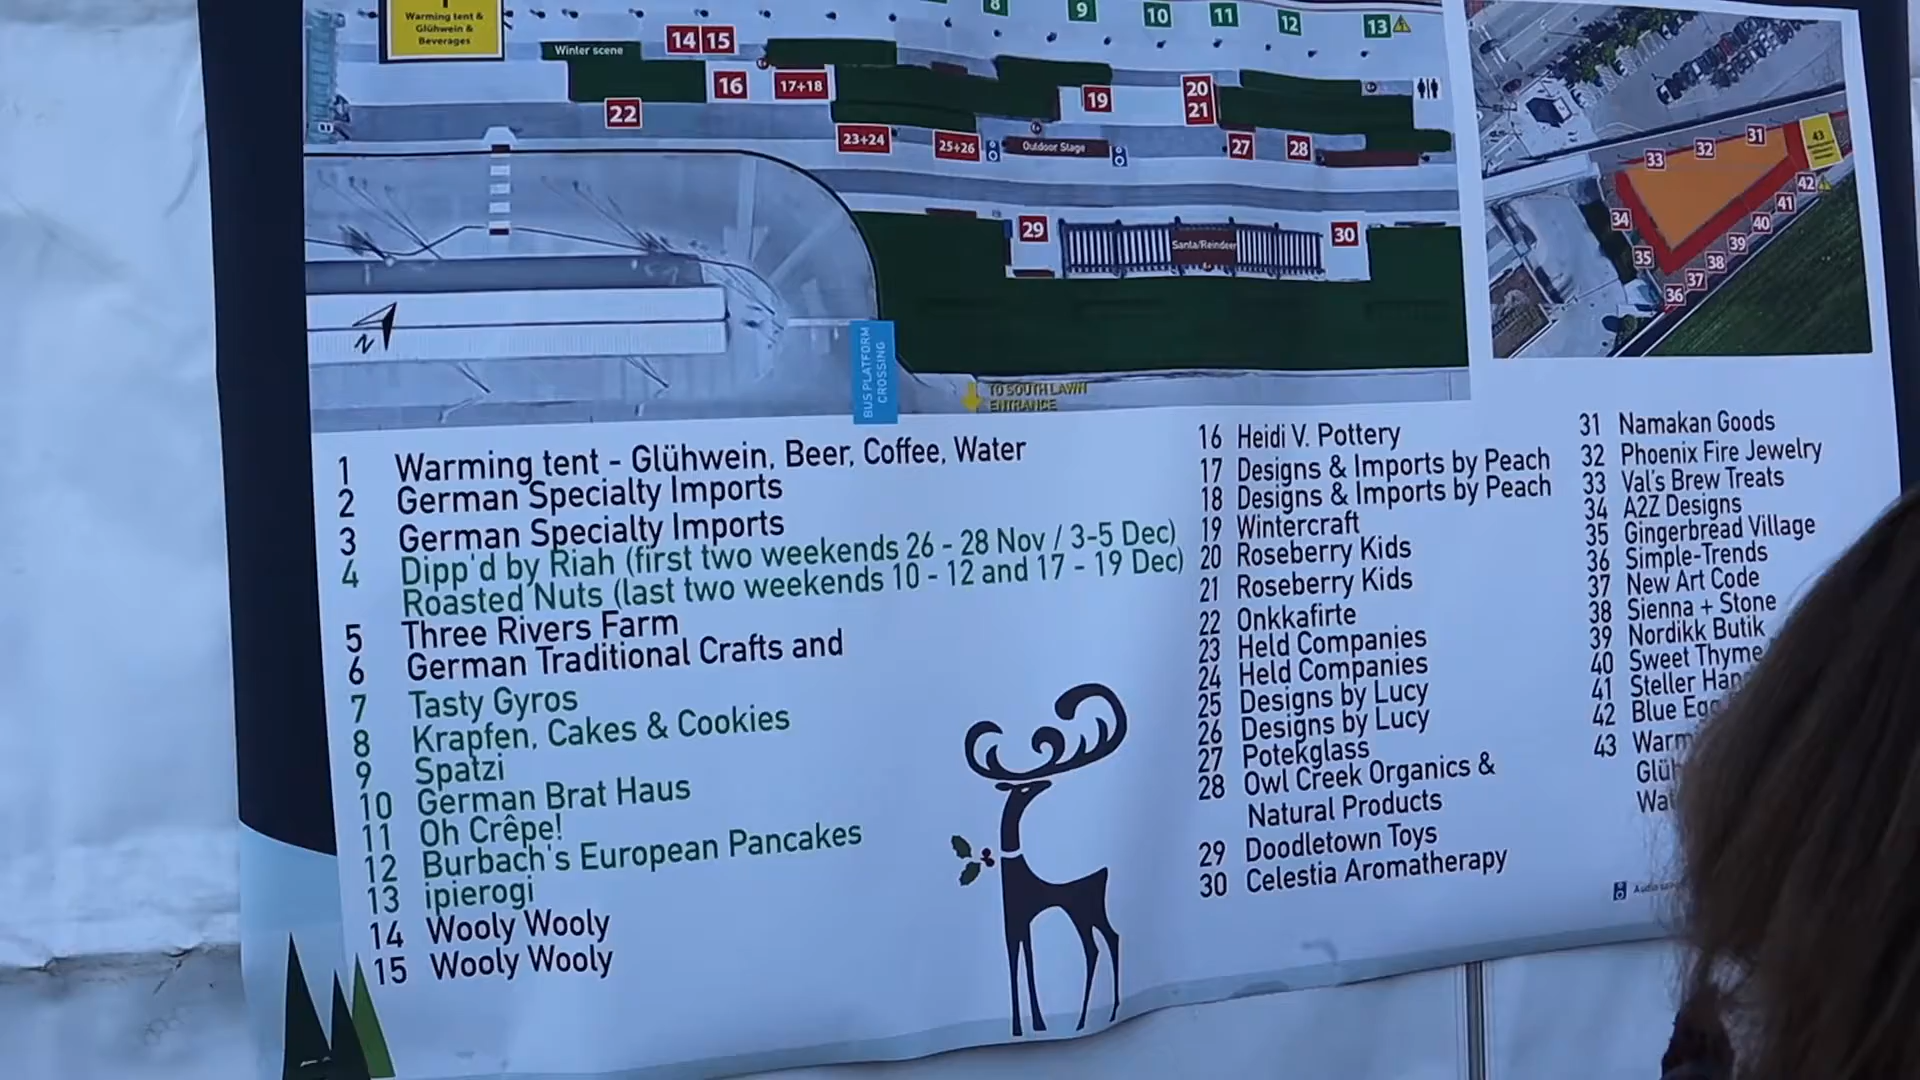 Warming tent &
Glühwein &
Beverages
8
9
10
11
12
13
Winter scene
14 15
16
17+18
19
20
21
22
23+24
25+26
Outdoor Stage
27
28
29
Santa/Reindeer
30
N
BUS PLATFORM
CROSSING
TO SOUTH LAWN
ENTRANCE
31
32
33
34
35
36
37
38
39
40
41
42
43
1 Warming tent - Glühwein, Beer, Coffee, Water
2 German Specialty Imports
3 German Specialty Imports
4 Dipp'd by Riah (first two weekends 26 - 28 Nov / 3-5 Dec)
Roasted Nuts (last two weekends 10 - 12 and 17 - 19 Dec)
5 Three Rivers Farm
6 German Traditional Crafts and
7 Tasty Gyros
8 Krapfen, Cakes & Cookies
9 Spatzi
10 German Brat Haus
11 Oh Crêpe!
12 Burbach's European Pancakes
13 ipierogi
14 Wooly Wooly
15 Wooly Wooly
16 Heidi V. Pottery
17 Designs & Imports by Peach
18 Designs & Imports by Peach
19 Wintercraft
20 Roseberry Kids
21 Roseberry Kids
22 Onkkafirte
23 Held Companies
24 Held Companies
25 Designs by Lucy
26 Designs by Lucy
27 Potekglass
28 Owl Creek Organics &
Natural Products
29 Doodletown Toys
30 Celestia Aromatherapy
31 Namakan Goods
32 Phoenix Fire Jewelry
33 Val's Brew Treats
34 A2Z Designs
35 Gingerbread Village
36 Simple-Trends
37 New Art Code
38 Sienna + Stone
39 Nordikk Butik
40 Sweet Thyme
41 Steller
42 Blue
43